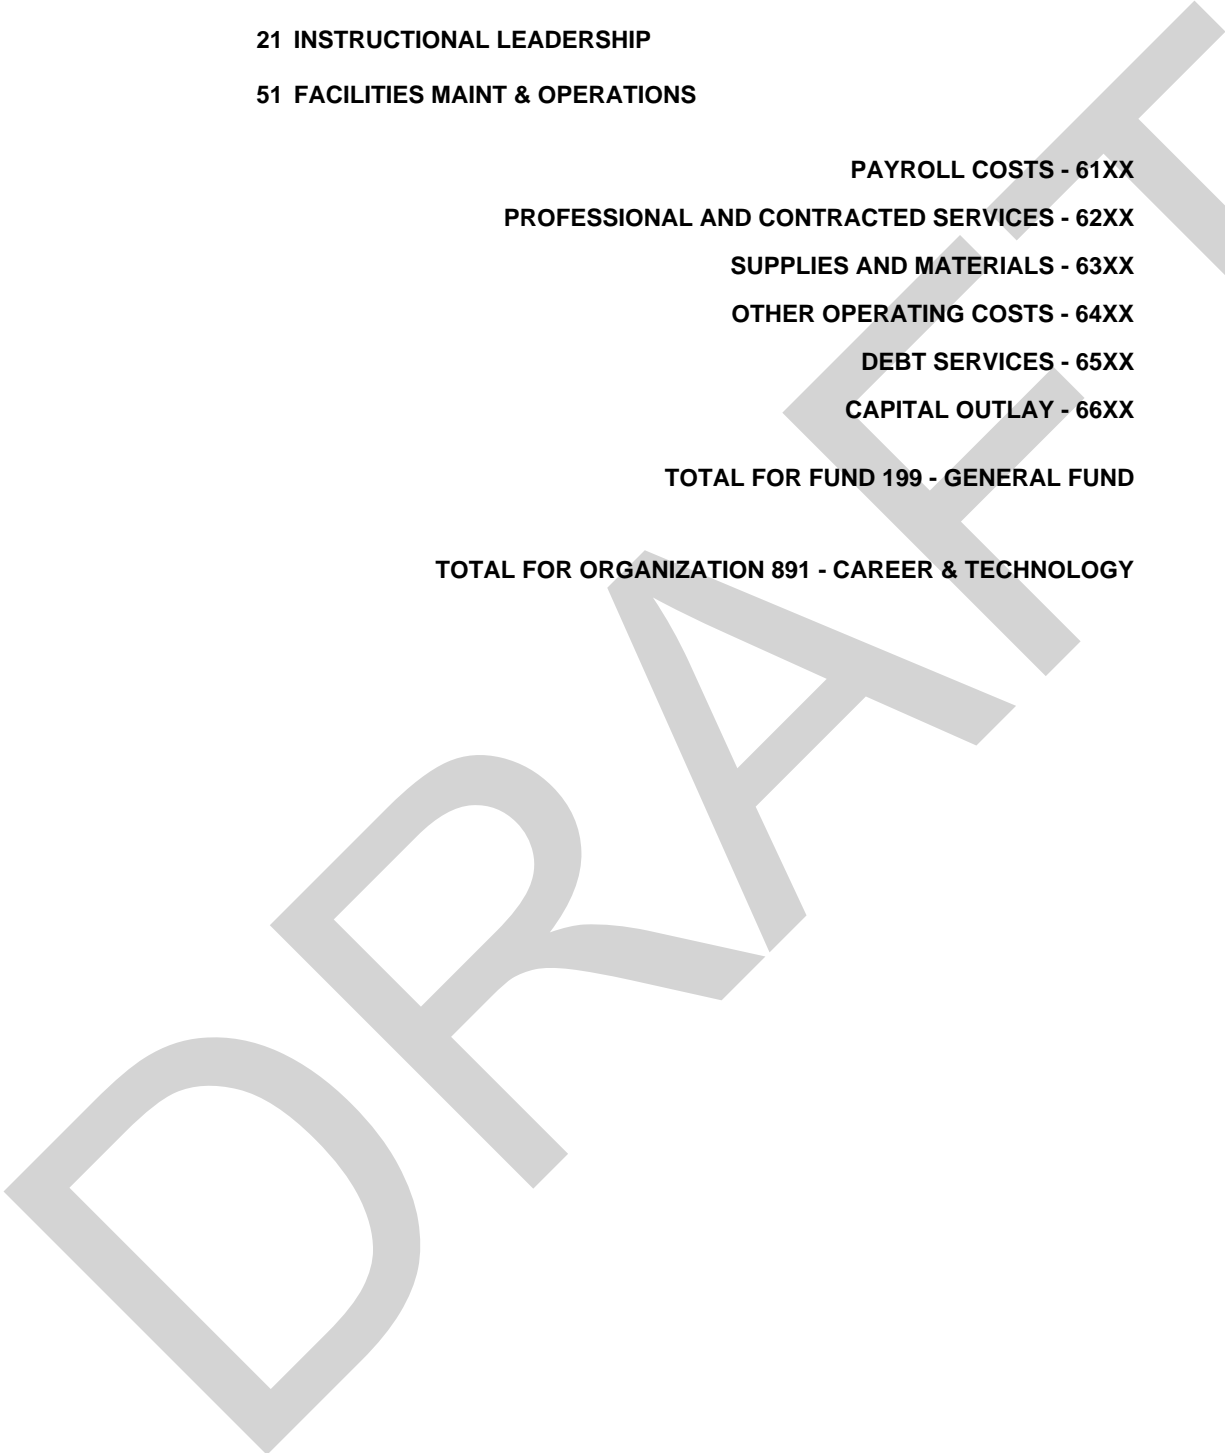 21 INSTRUCTIONAL LEADERSHIP
51 FACILITIES MAINT & OPERATIONS
PAYROLL COSTS - 61XX
PROFESSIONAL AND CONTRACTED SERVICES - 62XX
SUPPLIES AND MATERIALS - 63XX
OTHER OPERATING COSTS - 64XX
DEBT SERVICES - 65XX
CAPITAL OUTLAY - 66XX
TOTAL FOR FUND 199 - GENERAL FUND
TOTAL FOR ORGANIZATION 891 - CAREER & TECHNOLOGY
DRAFT